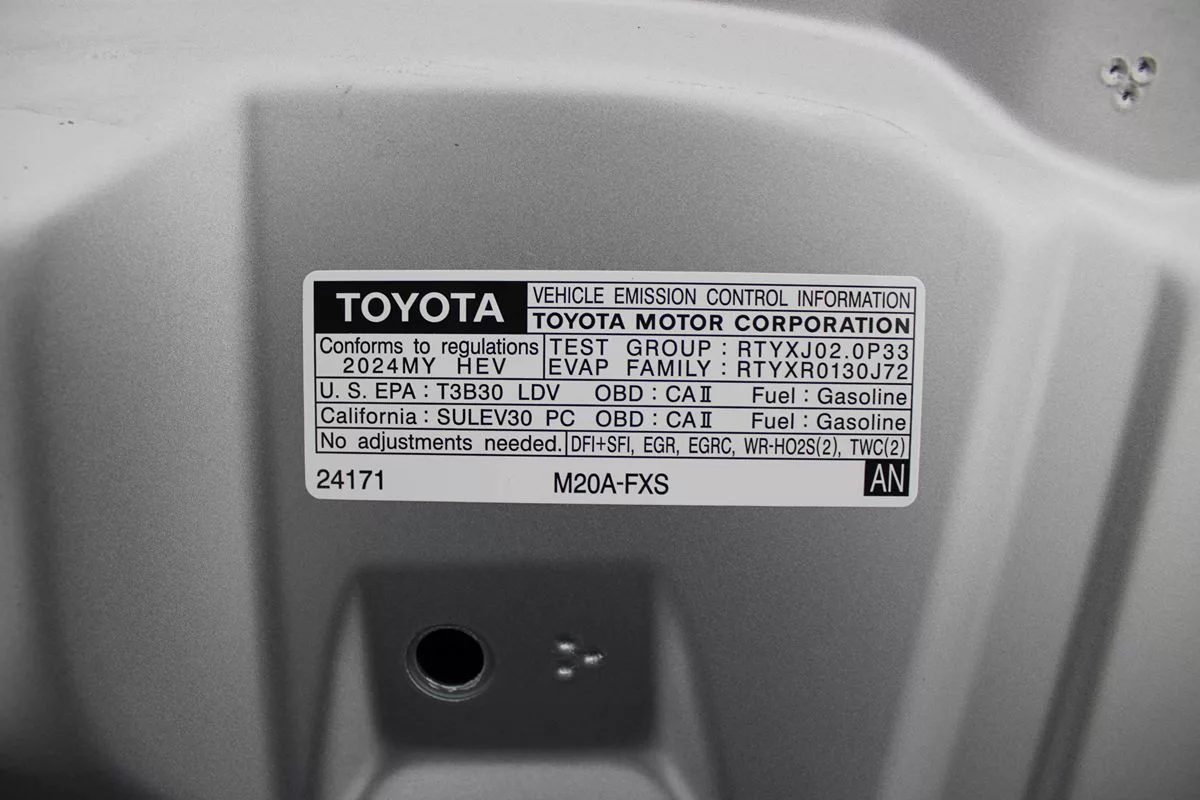 TOYOTA
VEHICLE EMISSION CONTROL INFORMATION
TOYOTA MOTOR CORPORATION
Conforms to regulations
2024MY HEV
TEST GROUP : RTYXJ02.0P33
EVAP FAMILY : RTYXR0130J72
U. S. EPA : T3B30 LDV OBD : CAⅡ Fuel : Gasoline
California : SULEV30 PC OBD : CAⅡ Fuel : Gasoline
No adjustments needed. DFI+SFI, EGR, EGRC, WR-HO2S(2), TWC(2)
24171 M20A-FXS AN